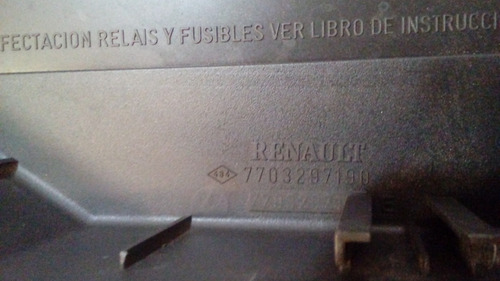 FECTACION RELAIS Y FUSIBLES VER LIBRO DE INSTRUCCI
RENAULT
7703297190